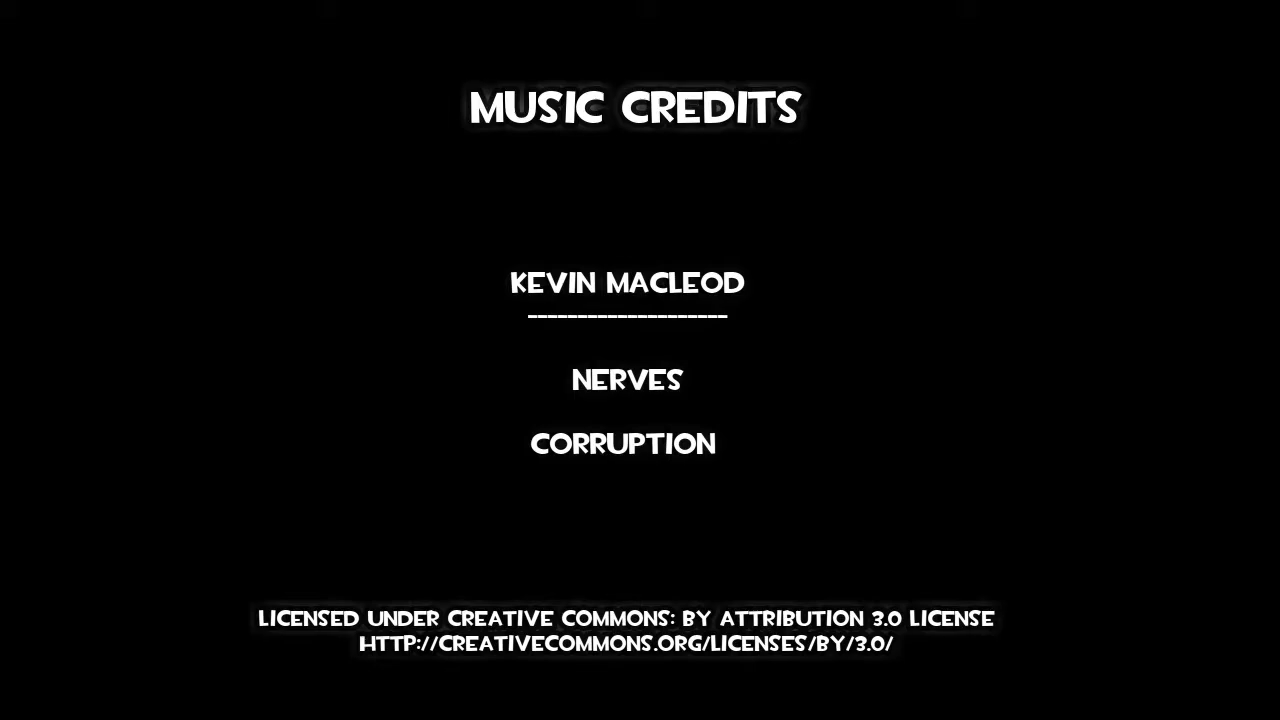 MUSIC CREDITS
KEVIN MACLEOD
--------------------
NERVES
CORRUPTION
LICENSED UNDER CREATIVE COMMONS: BY ATTRIBUTION 3.0 LICENSE
HTTP://CREATIVECOMMONS.ORG/LICENSES/BY/3.0/